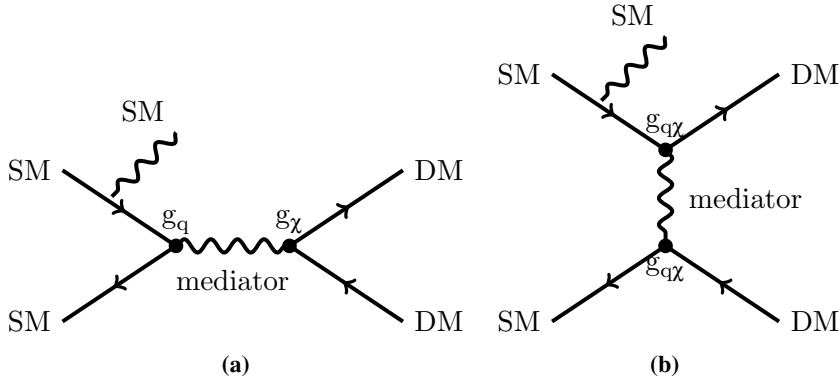 SM
SM
g_q
g_χ
mediator
SM
DM
DM
(a)
SM
SM
DM
g_qχ
mediator
g_qχ
SM
DM
(b)